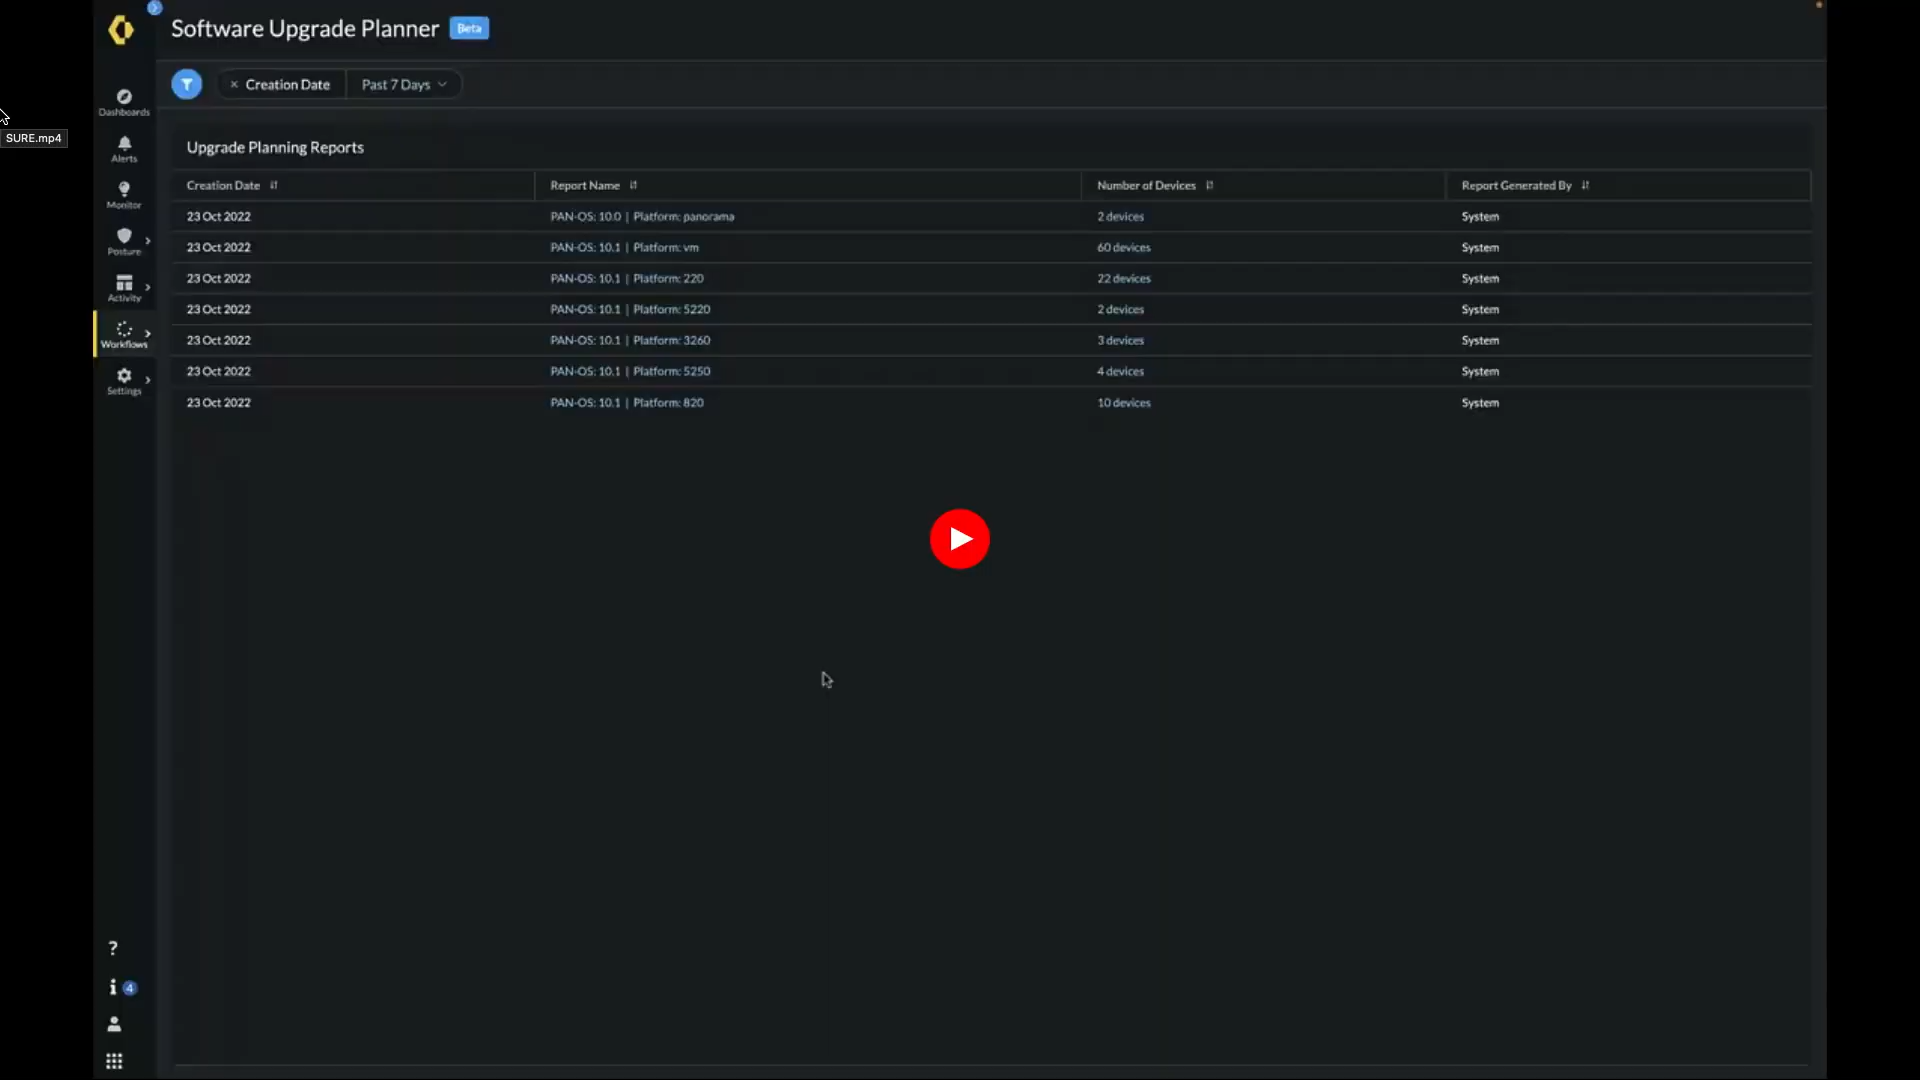 Software Upgrade Planner Beta
× Creation Date Past 7 Days
Dashboards
SURE.mp4
Alerts
Monitor
Posture
Activity
Workflows
Settings
Upgrade Planning Reports
Creation Date Report Name Number of Devices Report Generated By
23 Oct 2022 PAN-OS: 10.0 | Platform: panorama 2 devices System
23 Oct 2022 PAN-OS: 10.1 | Platform: vm 60 devices System
23 Oct 2022 PAN-OS: 10.1 | Platform: 220 22 devices System
23 Oct 2022 PAN-OS: 10.1 | Platform: 5220 2 devices System
23 Oct 2022 PAN-OS: 10.1 | Platform: 3260 3 devices System
23 Oct 2022 PAN-OS: 10.1 | Platform: 5250 4 devices System
23 Oct 2022 PAN-OS: 10.1 | Platform: 820 10 devices System
?
i 4